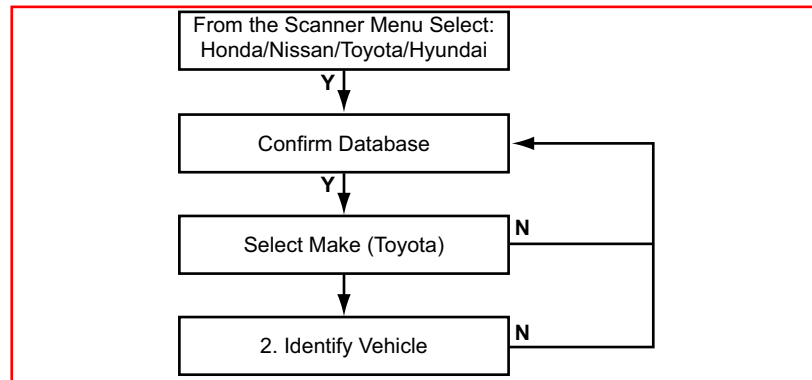 From the Scanner Menu Select:
Honda/Nissan/Toyota/Hyundai
Y
Confirm Database
Y
Select Make (Toyota)
N
2. Identify Vehicle
N